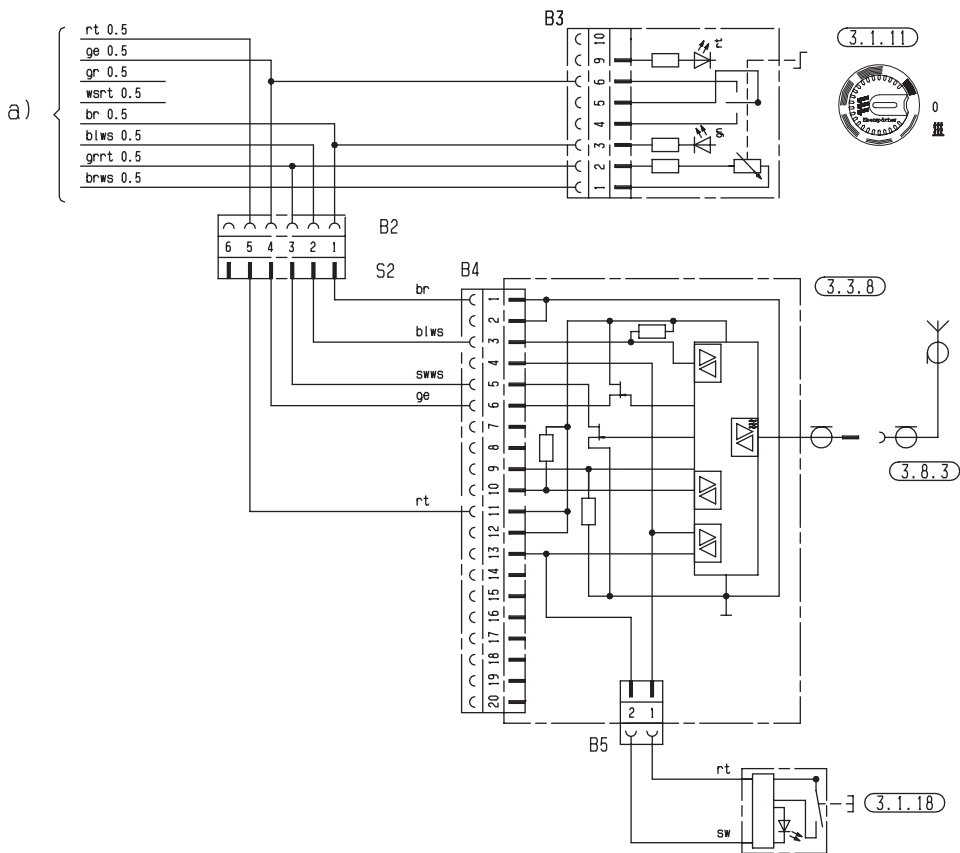 a)
rt 0.5
ge 0.5
gr 0.5
wsrt 0.5
br 0.5
blws 0.5
grrt 0.5
brws 0.5
B3
10
9
6
5
4
3
2
1
3.1.11
0
B2
6 5 4 3 2 1
S2
B4
br
blws
swws
ge
rt
1
2
3
4
5
6
7
8
9
10
11
12
13
14
15
16
17
18
19
20
3.3.8
3.8.3
2 1
B5
rt
sw
3.1.18